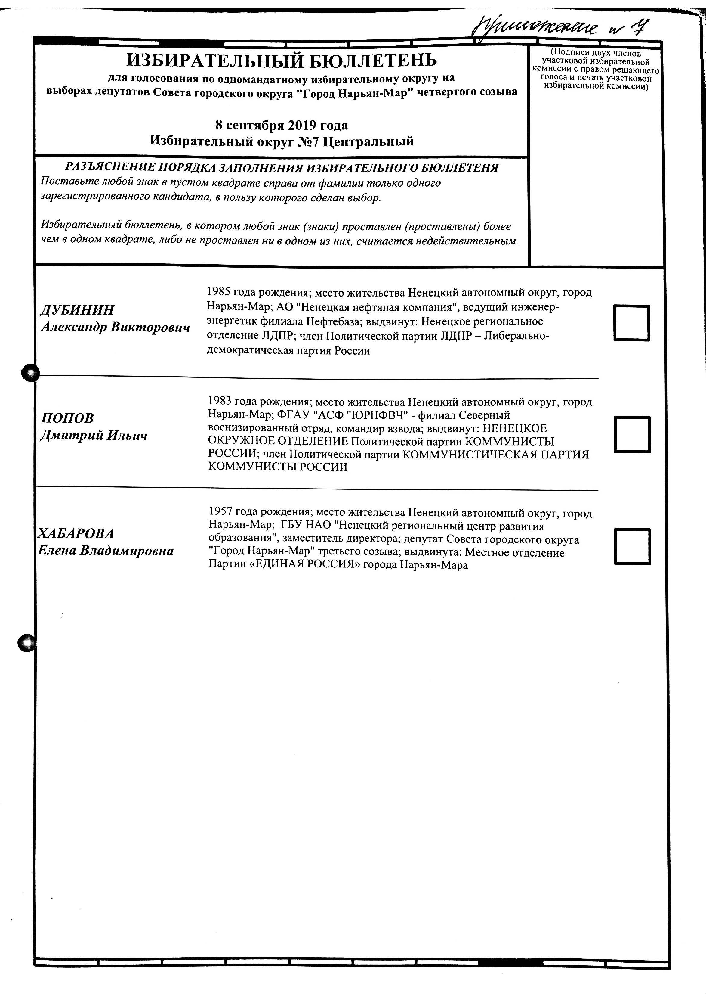 Приложение № 7
ИЗБИРАТЕЛЬНЫЙ БЮЛЛЕТЕНЬ
для голосования по одномандатному избирательному округу на
выборах депутатов Совета городского округа "Город Нарьян-Мар" четвертого созыва
8 сентября 2019 года
Избирательный округ №7 Центральный
(Подписи двух членов
участковой избирательной
комиссии с правом решающего
голоса и печать участковой
избирательной комиссии)
РАЗЪЯСНЕНИЕ ПОРЯДКА ЗАПОЛНЕНИЯ ИЗБИРАТЕЛЬНОГО БЮЛЛЕТЕНЯ
Поставьте любой знак в пустом квадрате справа от фамилии только одного
зарегистрированного кандидата, в пользу которого сделан выбор.
Избирательный бюллетень, в котором любой знак (знаки) проставлен (проставлены) более
чем в одном квадрате, либо не проставлен ни в одном из них, считается недействительным.
ДУБИНИН
Александр Викторович
1985 года рождения; место жительства Ненецкий автономный округ, город
Нарьян-Мар; АО "Ненецкая нефтяная компания", ведущий инженер-
энергетик филиала Нефтебаза; выдвинут: Ненецкое региональное
отделение ЛДПР; член Политической партии ЛДПР – Либерально-
демократическая партия России
ПОПОВ
Дмитрий Ильич
1983 года рождения; место жительства Ненецкий автономный округ, город
Нарьян-Мар; ФГАУ "АСФ "ЮРПФВЧ" - филиал Северный
военизированный отряд, командир взвода; выдвинут: НЕНЕЦКОЕ
ОКРУЖНОЕ ОТДЕЛЕНИЕ Политической партии КОММУНИСТЫ
РОССИИ; член Политической партии КОММУНИСТИЧЕСКАЯ ПАРТИЯ
КОММУНИСТЫ РОССИИ
ХАБАРОВА
Елена Владимировна
1957 года рождения; место жительства Ненецкий автономный округ, город
Нарьян-Мар; ГБУ НАО "Ненецкий региональный центр развития
образования", заместитель директора; депутат Совета городского округа
"Город Нарьян-Мар" третьего созыва; выдвинута: Местное отделение
Партии «ЕДИНАЯ РОССИЯ» города Нарьян-Мара